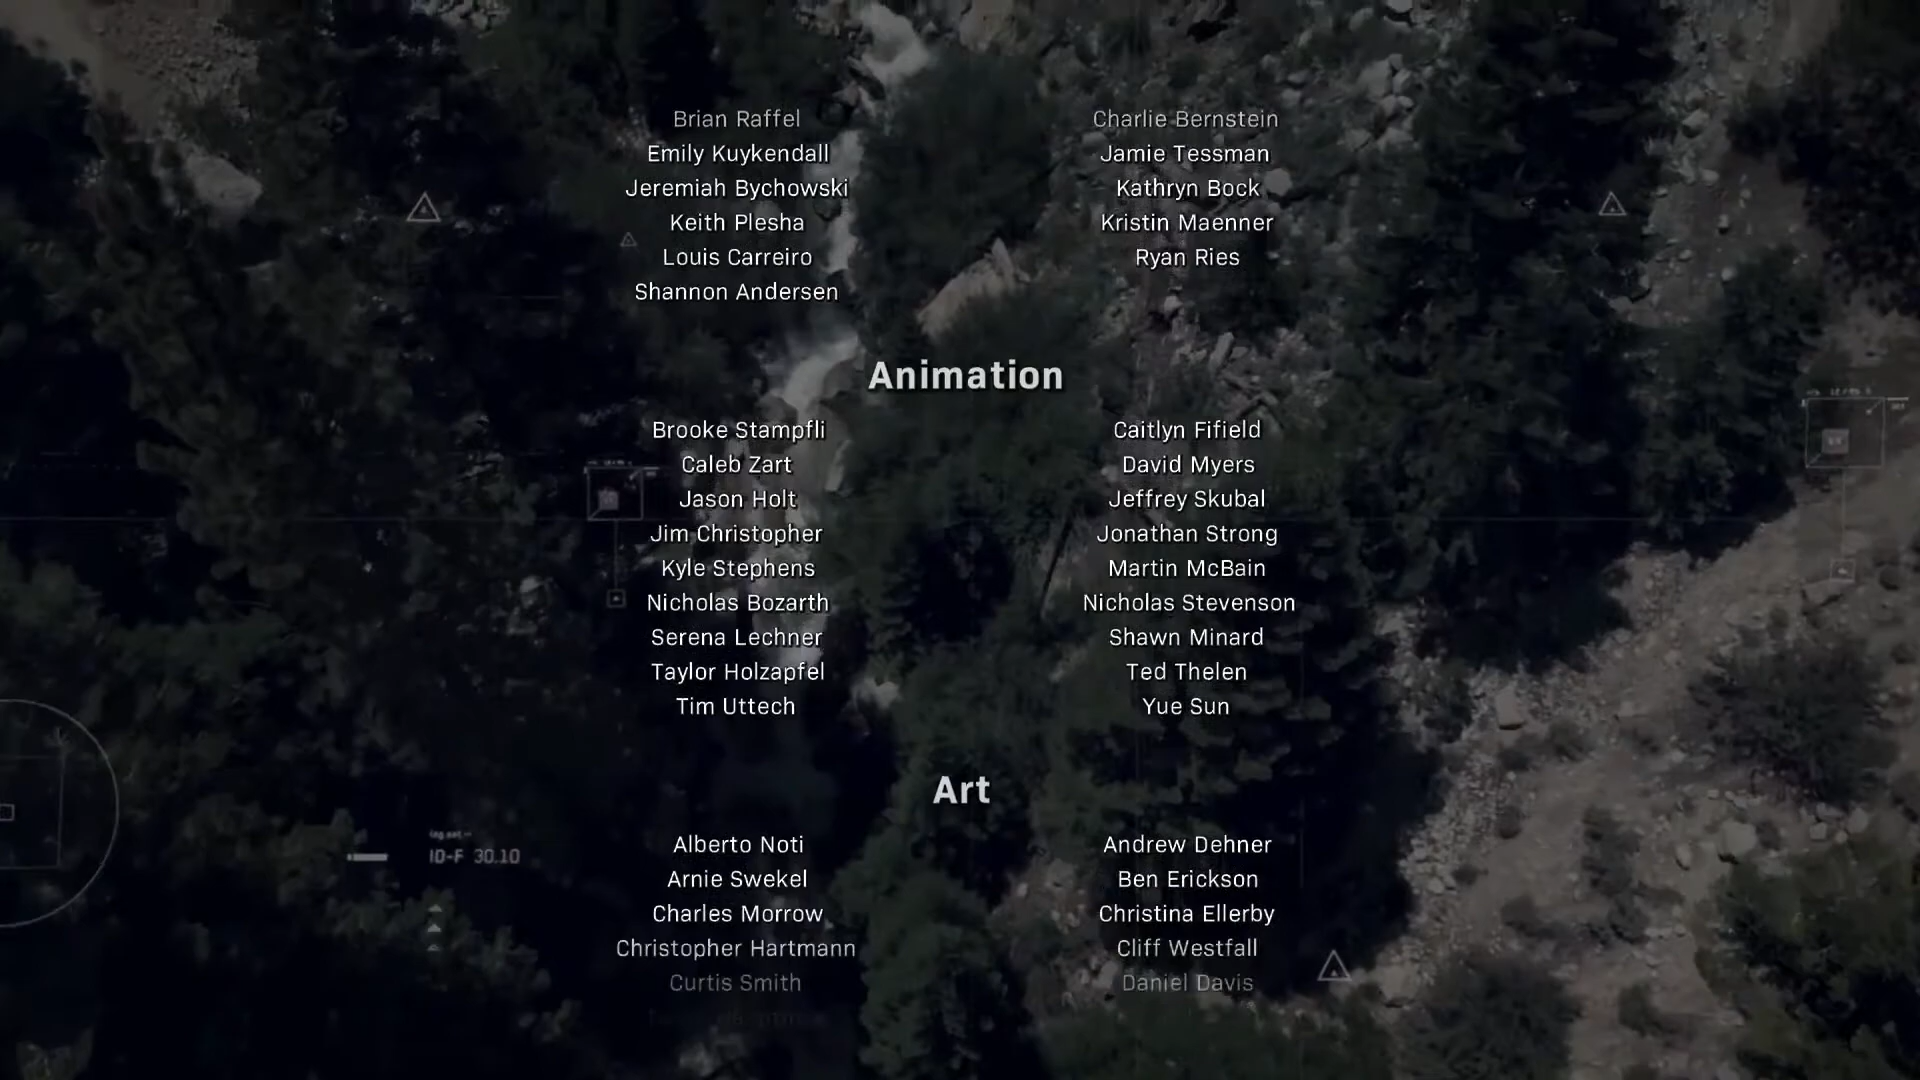 Brian Raffel Charlie Bernstein
Emily Kuykendall Jamie Tessman
Jeremiah Bychowski Kathryn Bock
Keith Plesha Kristin Maenner
Louis Carreiro Ryan Ries
Shannon Andersen
Animation
Brooke Stampfli Caitlyn Fifield
Caleb Zart David Myers
Jason Holt Jeffrey Skubal
Jim Christopher Jonathan Strong
Kyle Stephens Martin McBain
Nicholas Bozarth Nicholas Stevenson
Serena Lechner Shawn Minard
Taylor Holzapfel Ted Thelen
Tim Uttech Yue Sun
Art
Alberto Noti Andrew Dehner
ID-F 30.10
Arnie Swekel Ben Erickson
Charles Morrow Christina Ellerby
Christopher Hartmann Cliff Westfall
Curtis Smith Daniel Davis